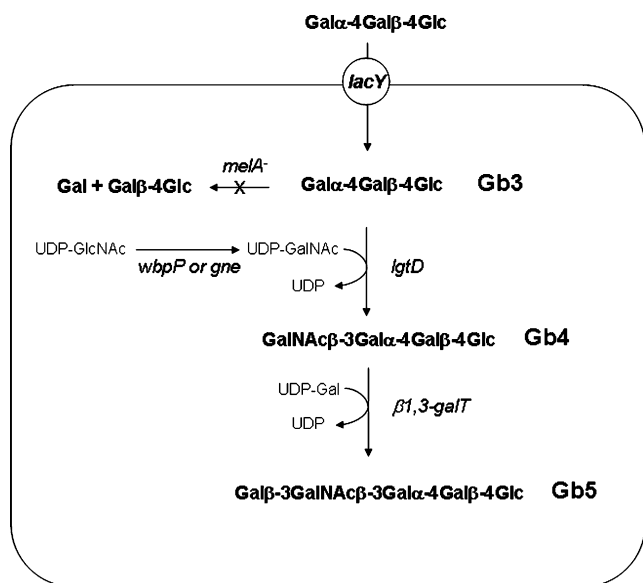 Galα-4Galβ-4Glc
lacY
melA-
Gal + Galβ-4Glc
X
Galα-4Galβ-4Glc Gb3
UDP-GlcNAc
UDP-GalNAc
wbpP or gne
lgtD
UDP
GalNAcβ-3Galα-4Galβ-4Glc Gb4
UDP-Gal
β1,3-galT
UDP
Galβ-3GalNAcβ-3Galα-4Galβ-4Glc Gb5